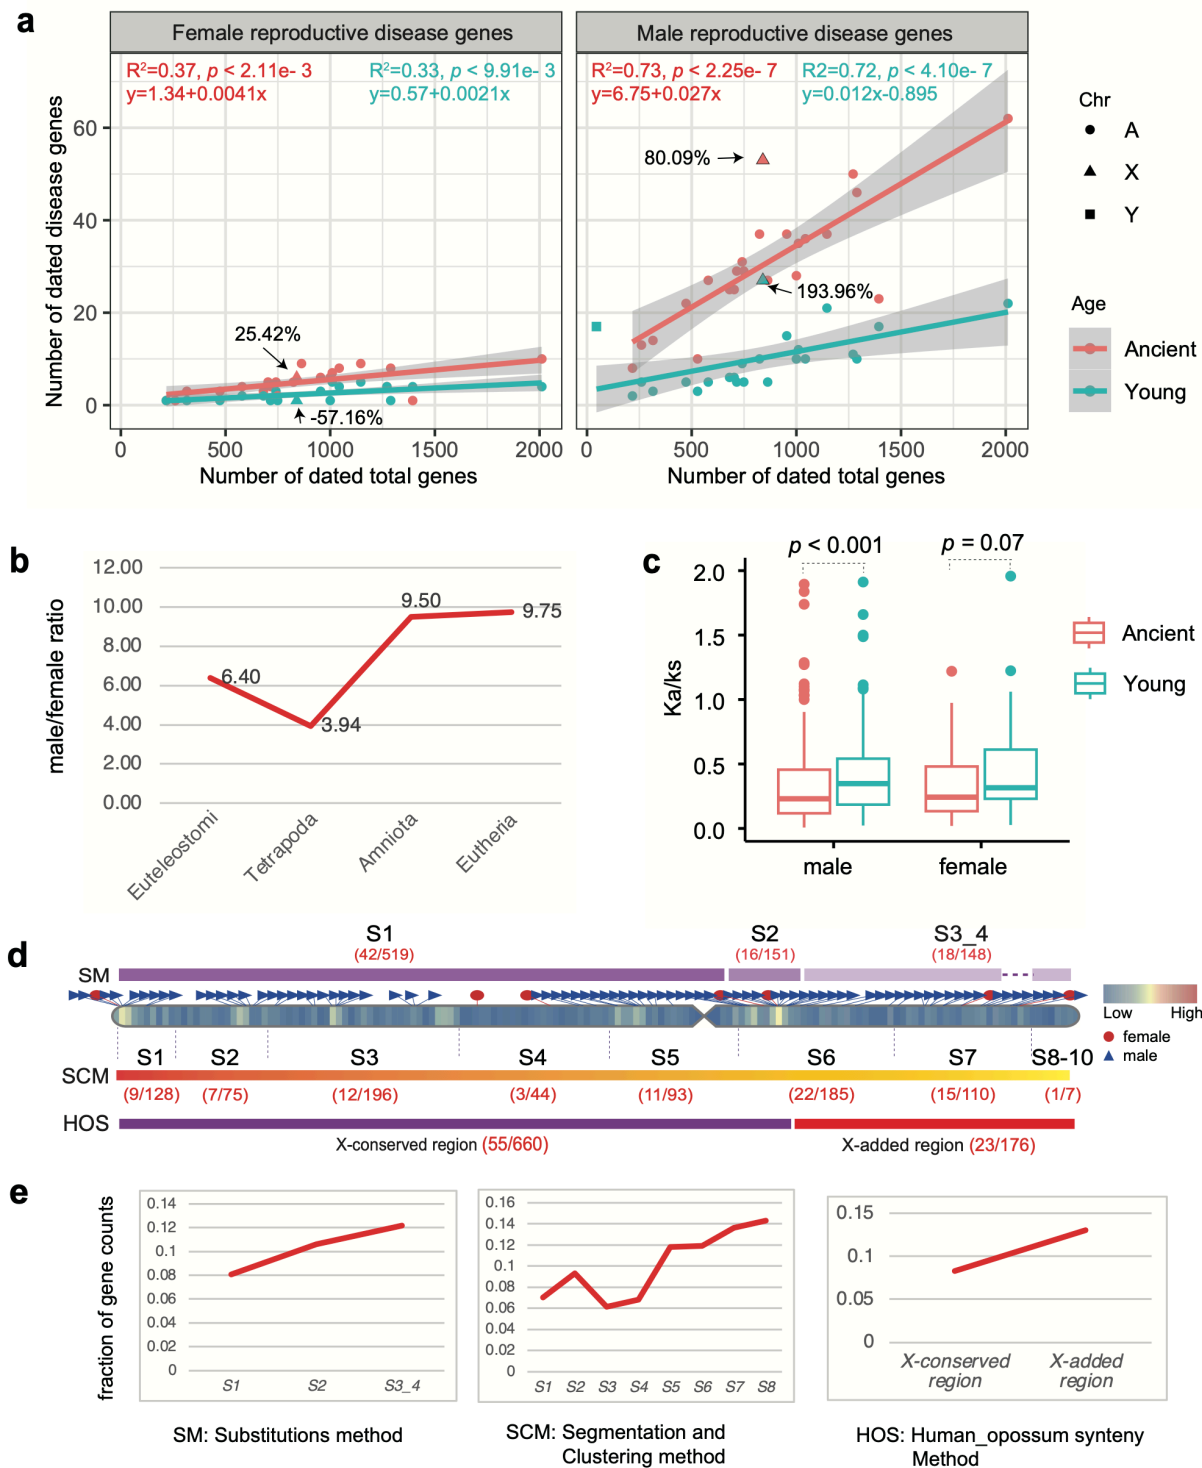 a
Female reproductive disease genes
Male reproductive disease genes
R²=0.37, p < 2.11e- 3
y=1.34+0.0041x
R²=0.33, p < 9.91e- 3
y=0.57+0.0021x
R²=0.73, p < 2.25e- 7
y=6.75+0.027x
R2=0.72, p < 4.10e- 7
y=0.012x-0.895
Number of dated disease genes
60
40
20
0
25.42%
-57.16%
80.09%
193.96%
0 500 1000 1500 2000
0 500 1000 1500 2000
Number of dated total genes
Number of dated total genes
Chr
A
X
Y
Age
Ancient
Young
b
male/female ratio
12.00
10.00
8.00
6.00
4.00
2.00
0.00
6.40
3.94
9.50
9.75
Euteleostomi
Tetrapoda
Amniota
Eutheria
c
p < 0.001
p = 0.07
Ka/ks
2.0
1.5
1.0
0.5
0.0
male
female
Ancient
Young
d
S1
(42/519)
S2
(16/151)
S3_4
(18/148)
SM
Low High
female
male
S1 S2 S3 S4 S5 S6 S7 S8-10
SCM
(9/128) (7/75) (12/196) (3/44) (11/93) (22/185) (15/110) (1/7)
HOS
X-conserved region (55/660)
X-added region (23/176)
e
fraction of gene counts
0.14
0.12
0.1
0.08
0.06
0.04
0.02
0
S1 S2 S3_4
SM: Substitutions method
0.16
0.14
0.12
0.1
0.08
0.06
0.04
0.02
0
S1 S2 S3 S4 S5 S6 S7 S8
SCM: Segmentation and
Clustering method
0.15
0.1
0.05
0
X-conserved
region
X-added
region
HOS: Human_opossum synteny
Method